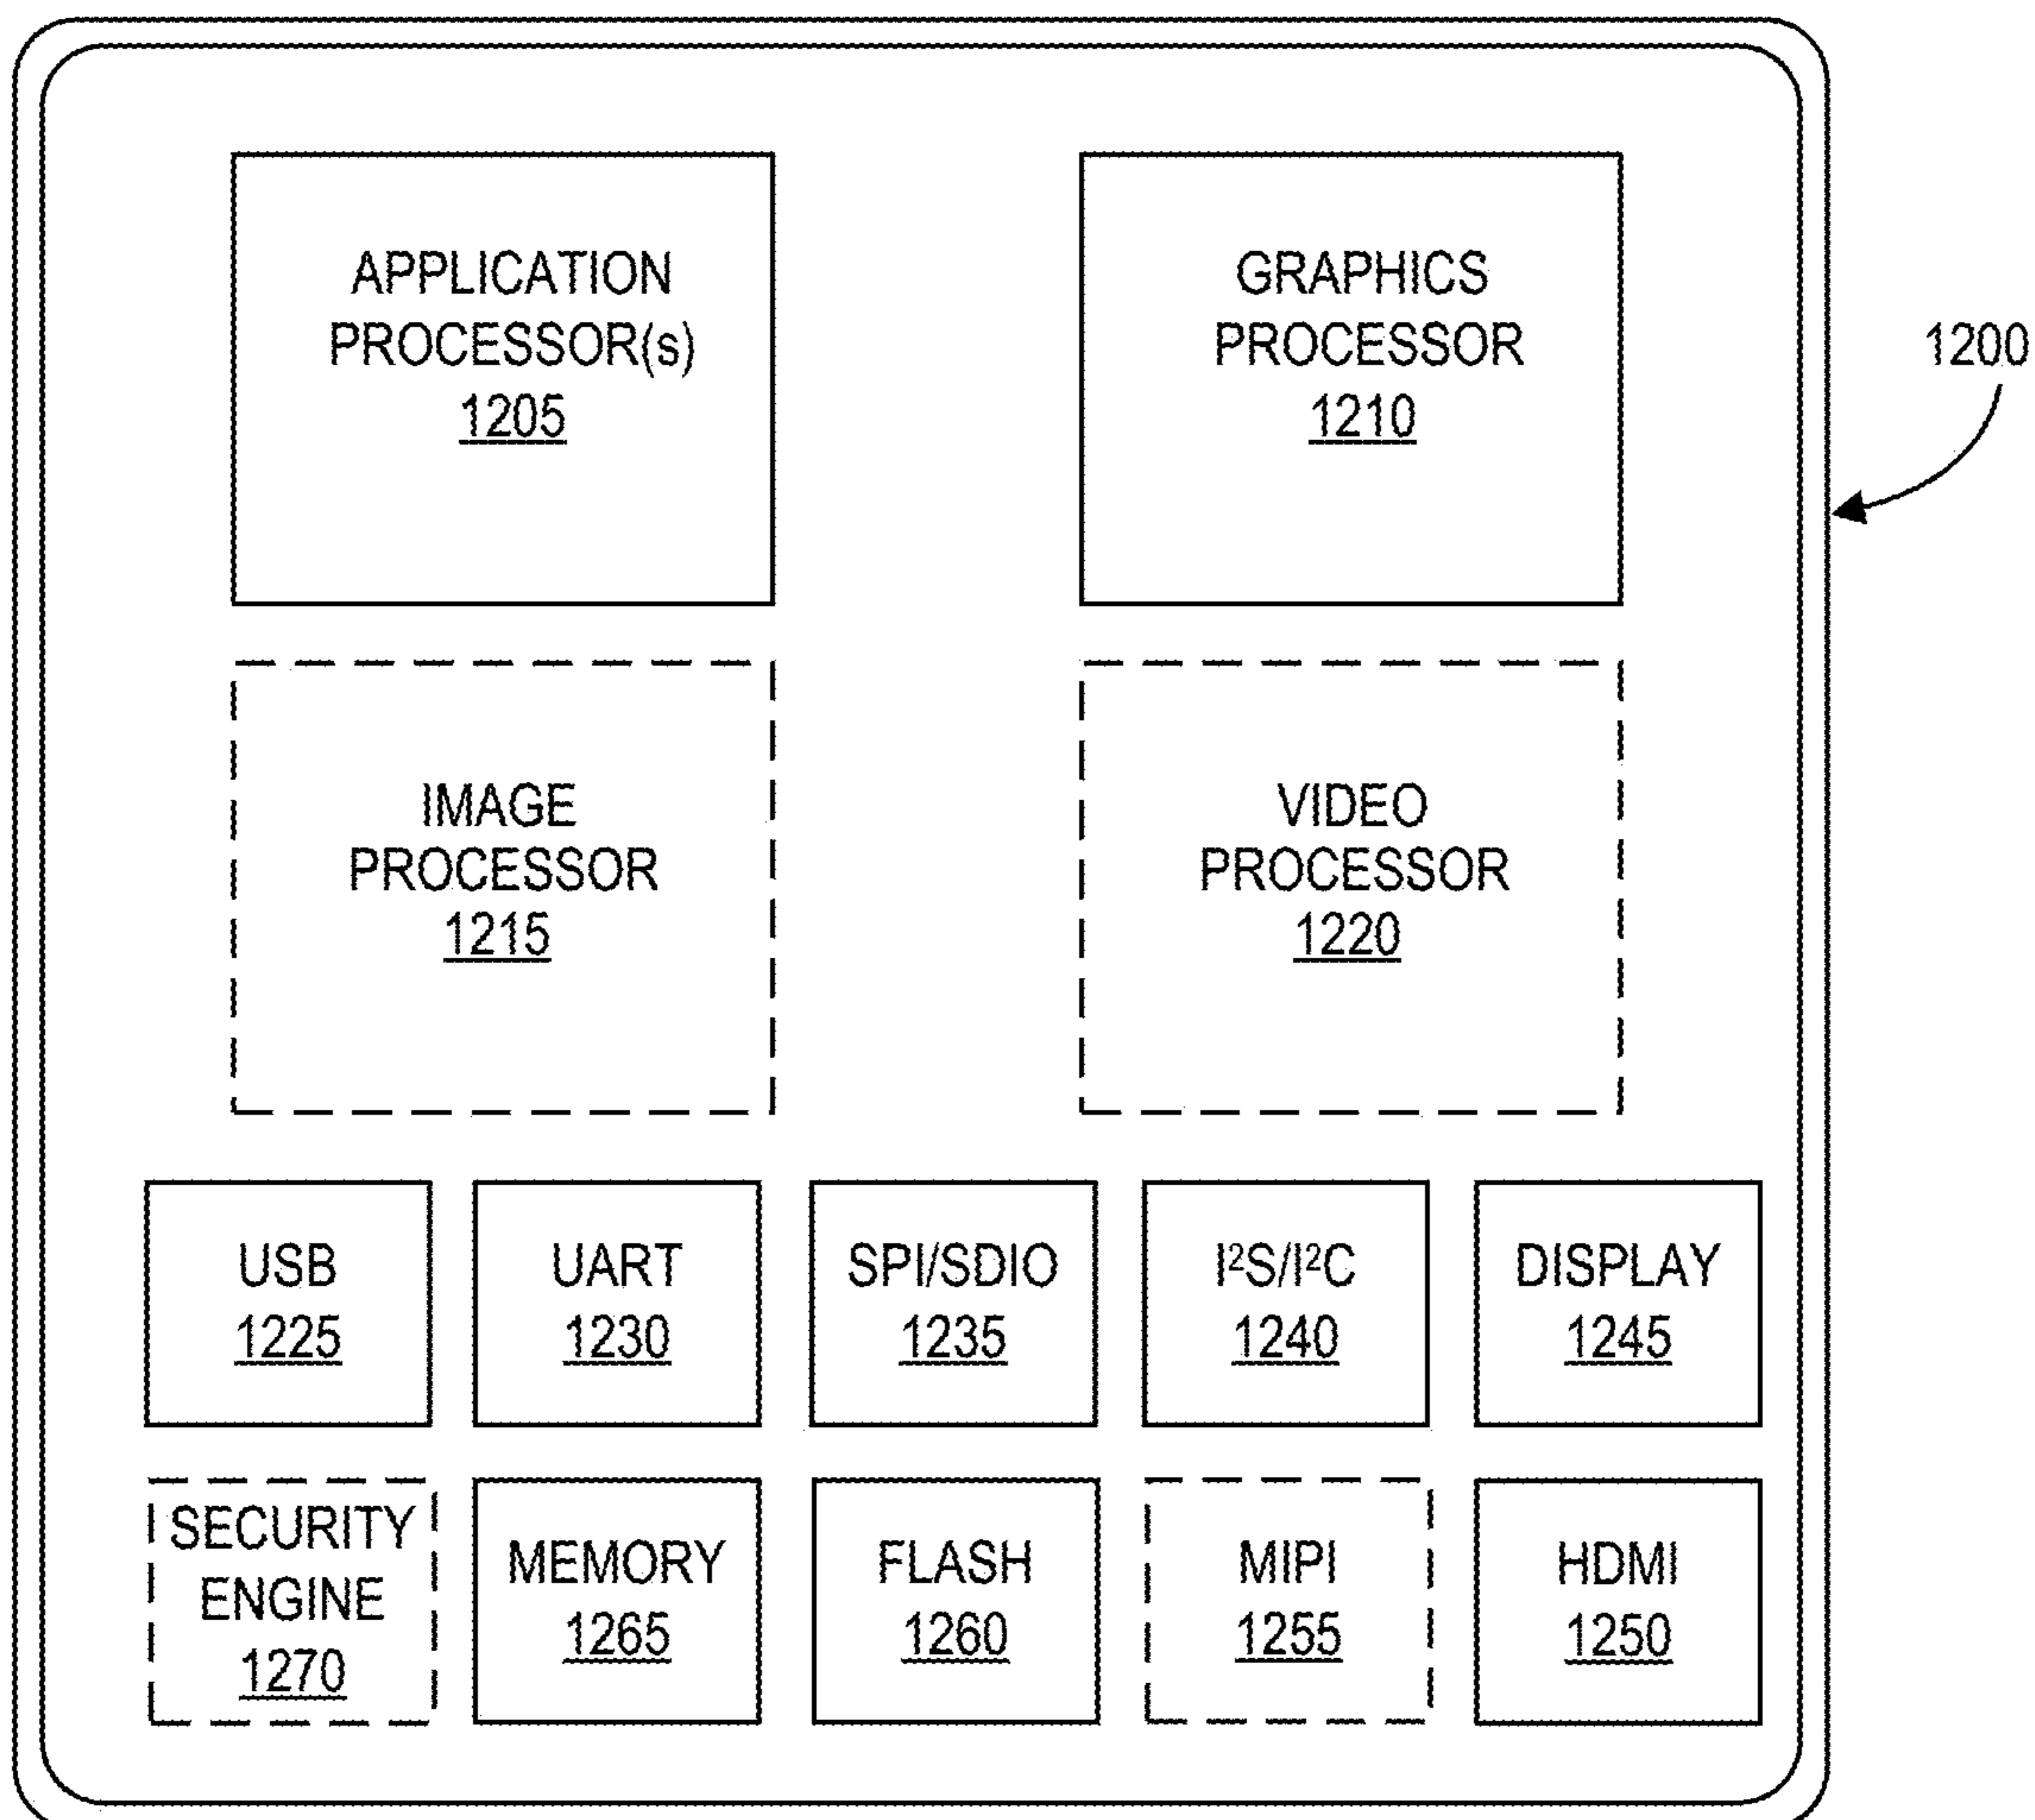 APPLICATION
PROCESSOR(s)
1205
GRAPHICS
PROCESSOR
1210
1200
IMAGE
PROCESSOR
1215
VIDEO
PROCESSOR
1220
USB
1225
UART
1230
SPI/SDIO
1235
I²S/I²C
1240
DISPLAY
1245
SECURITY
ENGINE
1270
MEMORY
1265
FLASH
1260
MIPI
1255
HDMI
1250